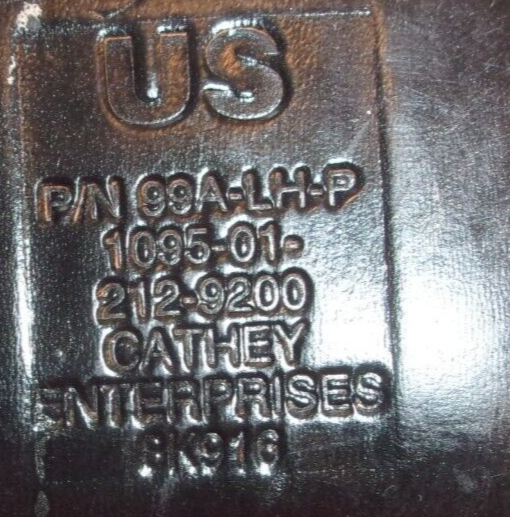 US
P/N 99A-LH-P
1095-01-
212-9200
CATHEY
ENTERPRISES
8K916